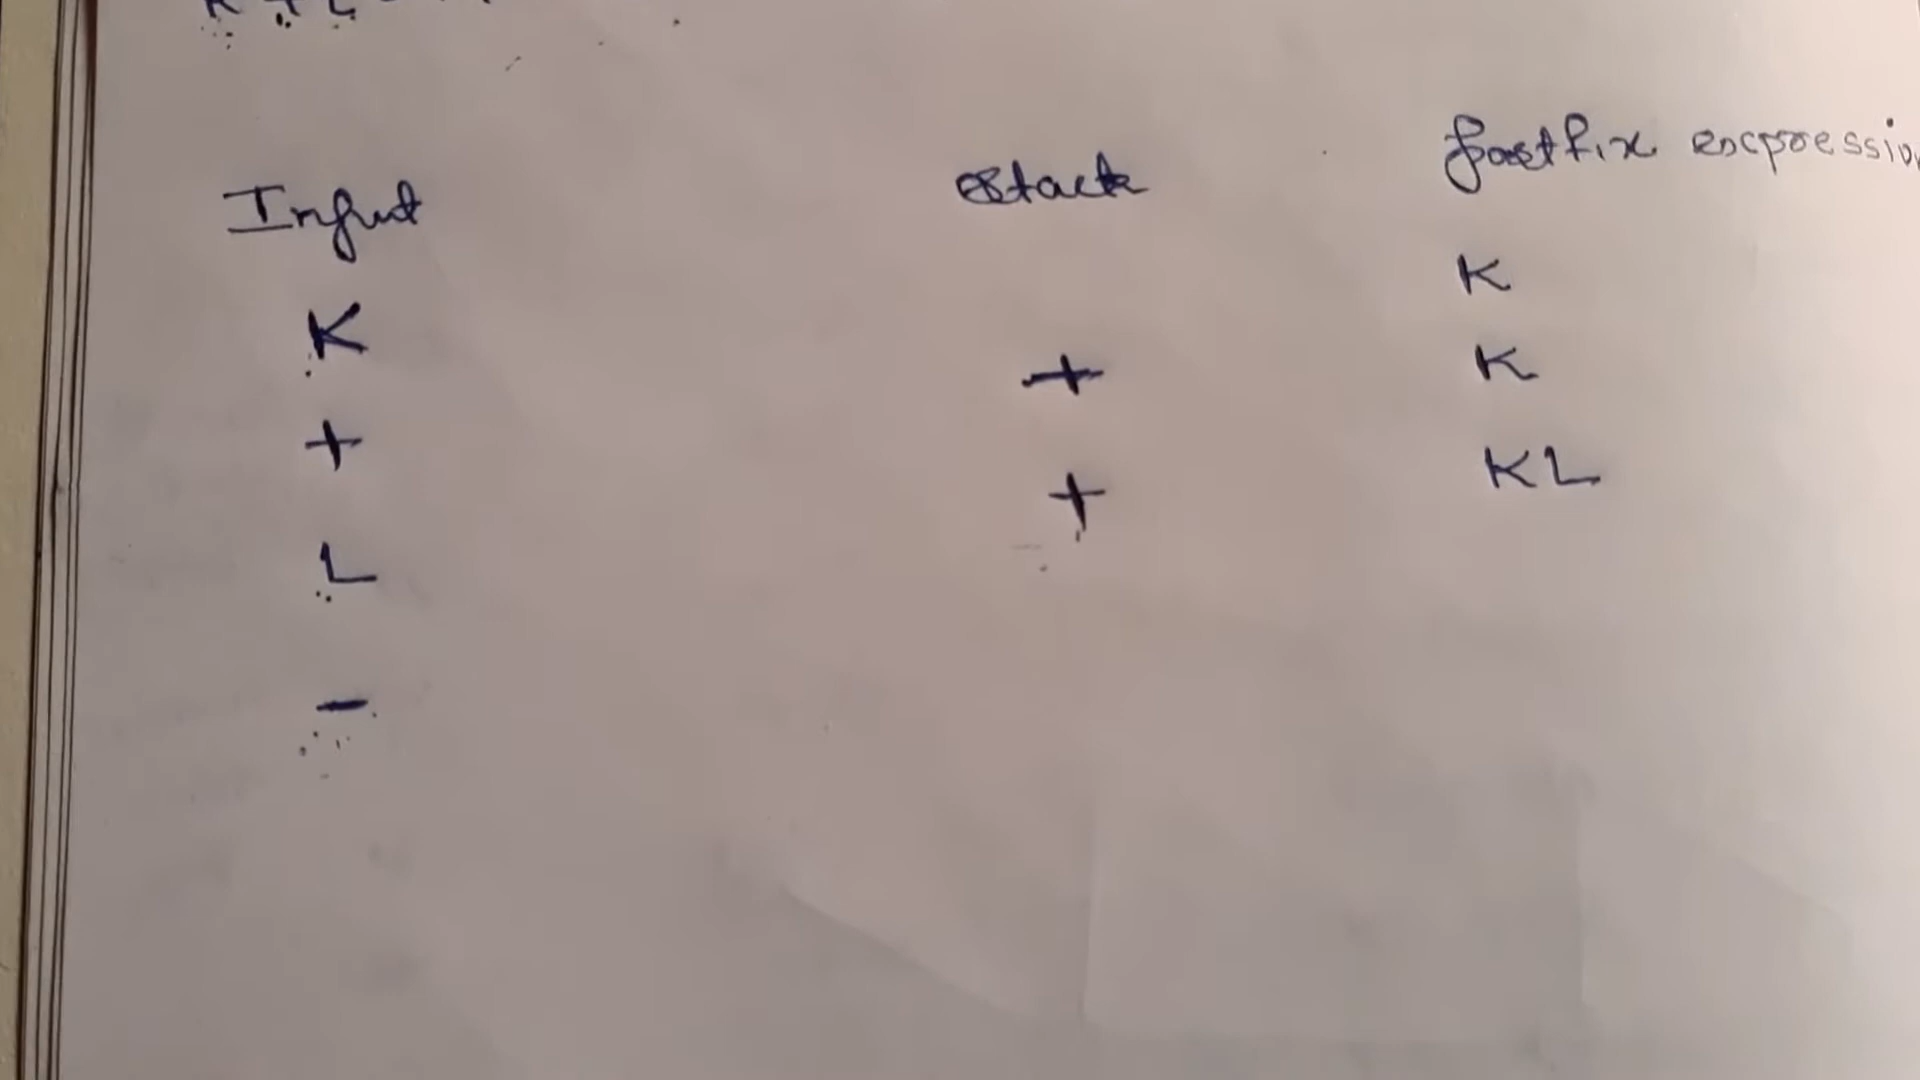 K + L
Input Stack Postfix expression
K K
+ + K
L + KL
-